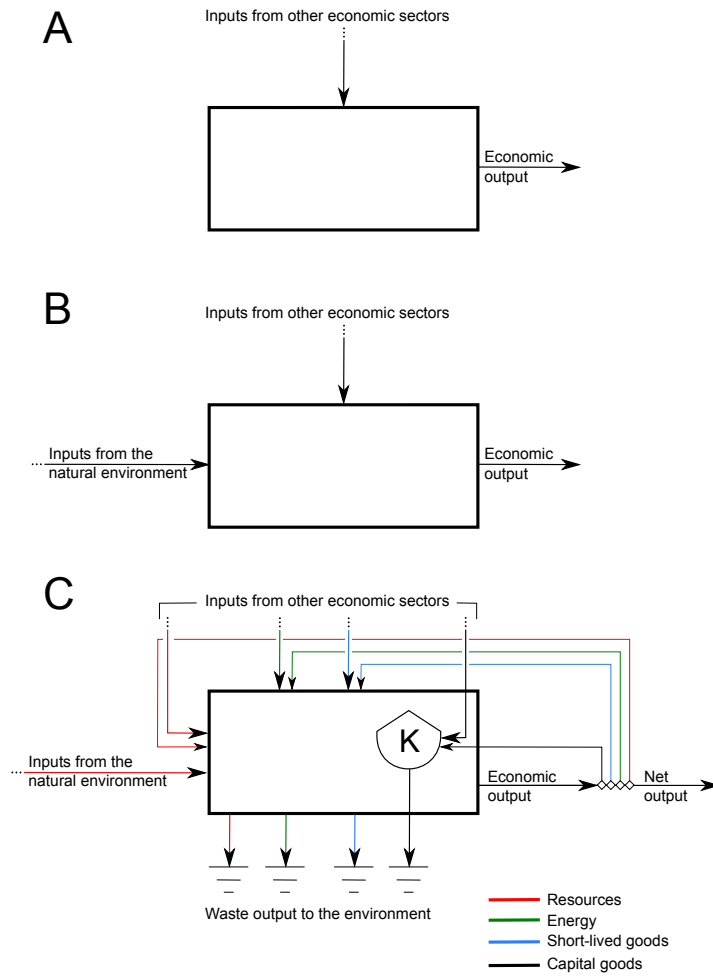 A
Inputs from other economic sectors
Economic
output
B
Inputs from other economic sectors
Inputs from the
natural environment
Economic
output
C
Inputs from other economic sectors
K
Inputs from the
natural environment
Economic
output
Net
output
Waste output to the environment
Resources
Energy
Short-lived goods
Capital goods